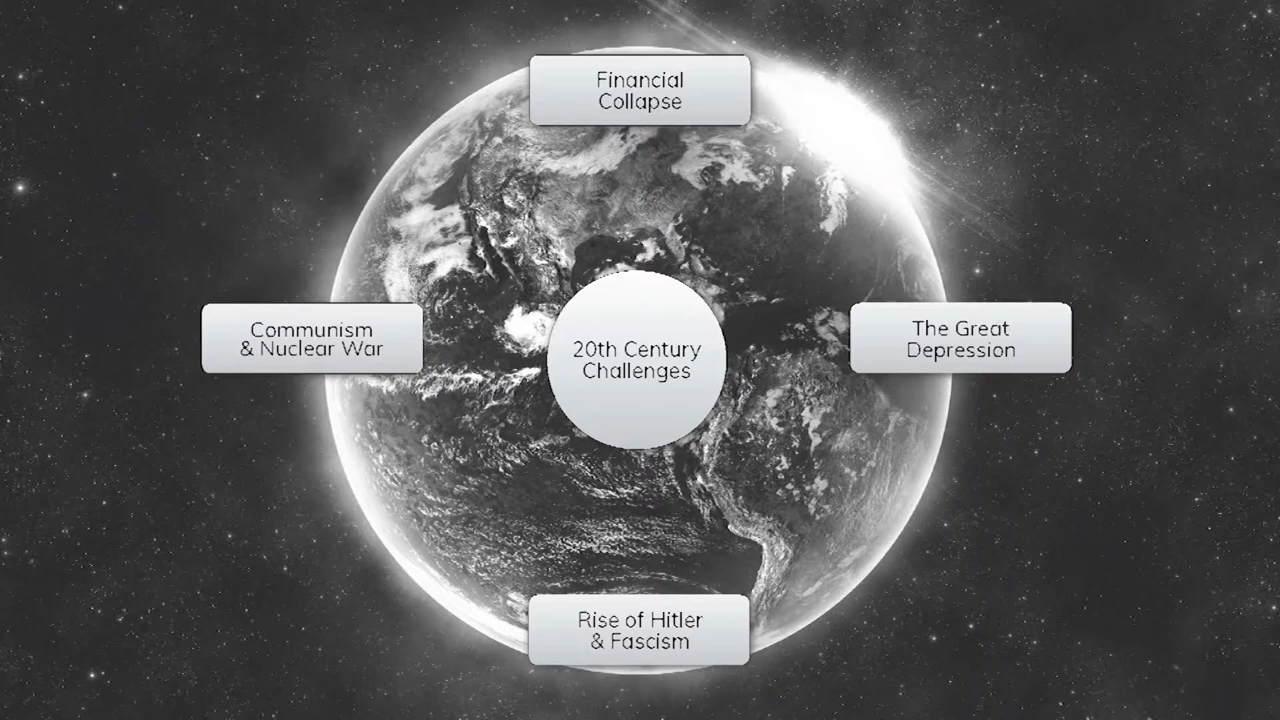 Financial
Collapse
Communism
& Nuclear War
20th Century
Challenges
The Great
Depression
Rise of Hitler
& Fascism